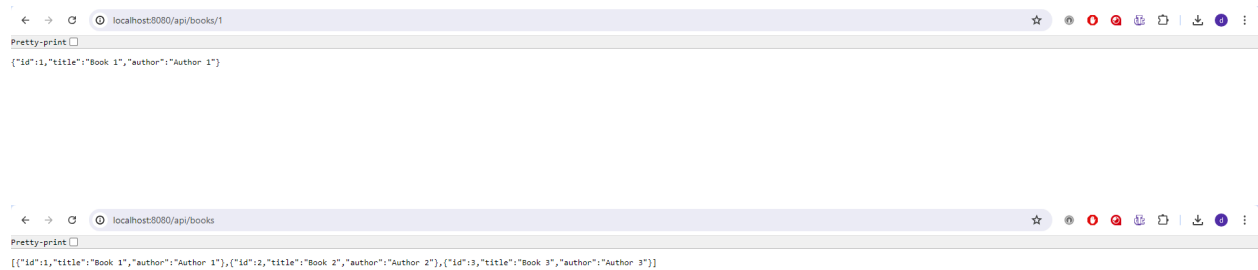 localhost:8080/api/books/1
d
Pretty-print
{"id":1,"title":"Book 1","author":"Author 1"}
localhost:8080/api/books
d
Pretty-print
[{"id":1,"title":"Book 1","author":"Author 1"},{"id":2,"title":"Book 2","author":"Author 2"},{"id":3,"title":"Book 3","author":"Author 3"}]